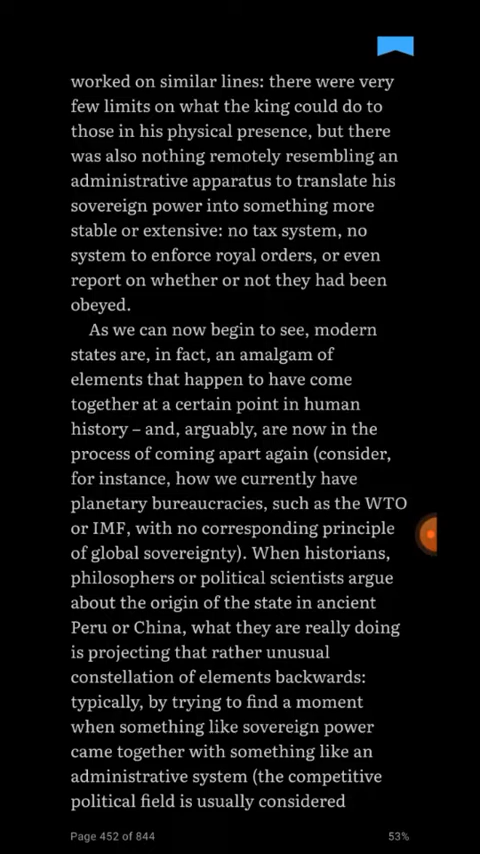 worked on similar lines: there were very
few limits on what the king could do to
those in his physical presence, but there
was also nothing remotely resembling an
administrative apparatus to translate his
sovereign power into something more
stable or extensive: no tax system, no
system to enforce royal orders, or even
report on whether or not they had been
obeyed.
As we can now begin to see, modern
states are, in fact, an amalgam of
elements that happen to have come
together at a certain point in human
history – and, arguably, are now in the
process of coming apart again (consider,
for instance, how we currently have
planetary bureaucracies, such as the WTO
or IMF, with no corresponding principle
of global sovereignty). When historians,
philosophers or political scientists argue
about the origin of the state in ancient
Peru or China, what they are really doing
is projecting that rather unusual
constellation of elements backwards:
typically, by trying to find a moment
when something like sovereign power
came together with something like an
administrative system (the competitive
political field is usually considered
Page 452 of 844 53%